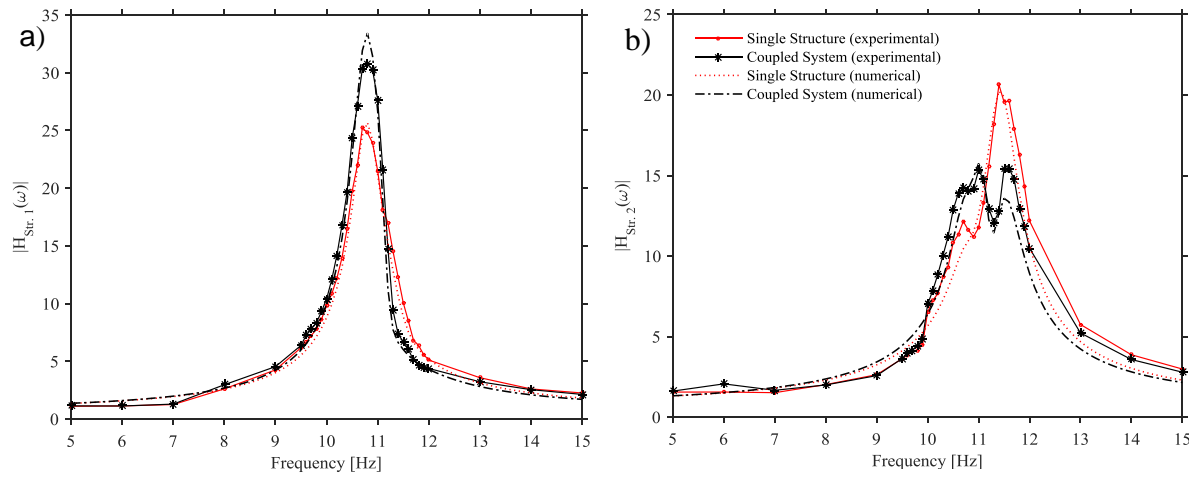 a)
35
30
25
20
15
10
5
0
|H_Str. 1(ω)|
5 6 7 8 9 10 11 12 13 14 15
Frequency [Hz]
b)
25
20
15
10
5
0
|H_Str. 2(ω)|
Single Structure (experimental)
Coupled System (experimental)
Single Structure (numerical)
Coupled System (numerical)
5 6 7 8 9 10 11 12 13 14 15
Frequency [Hz]